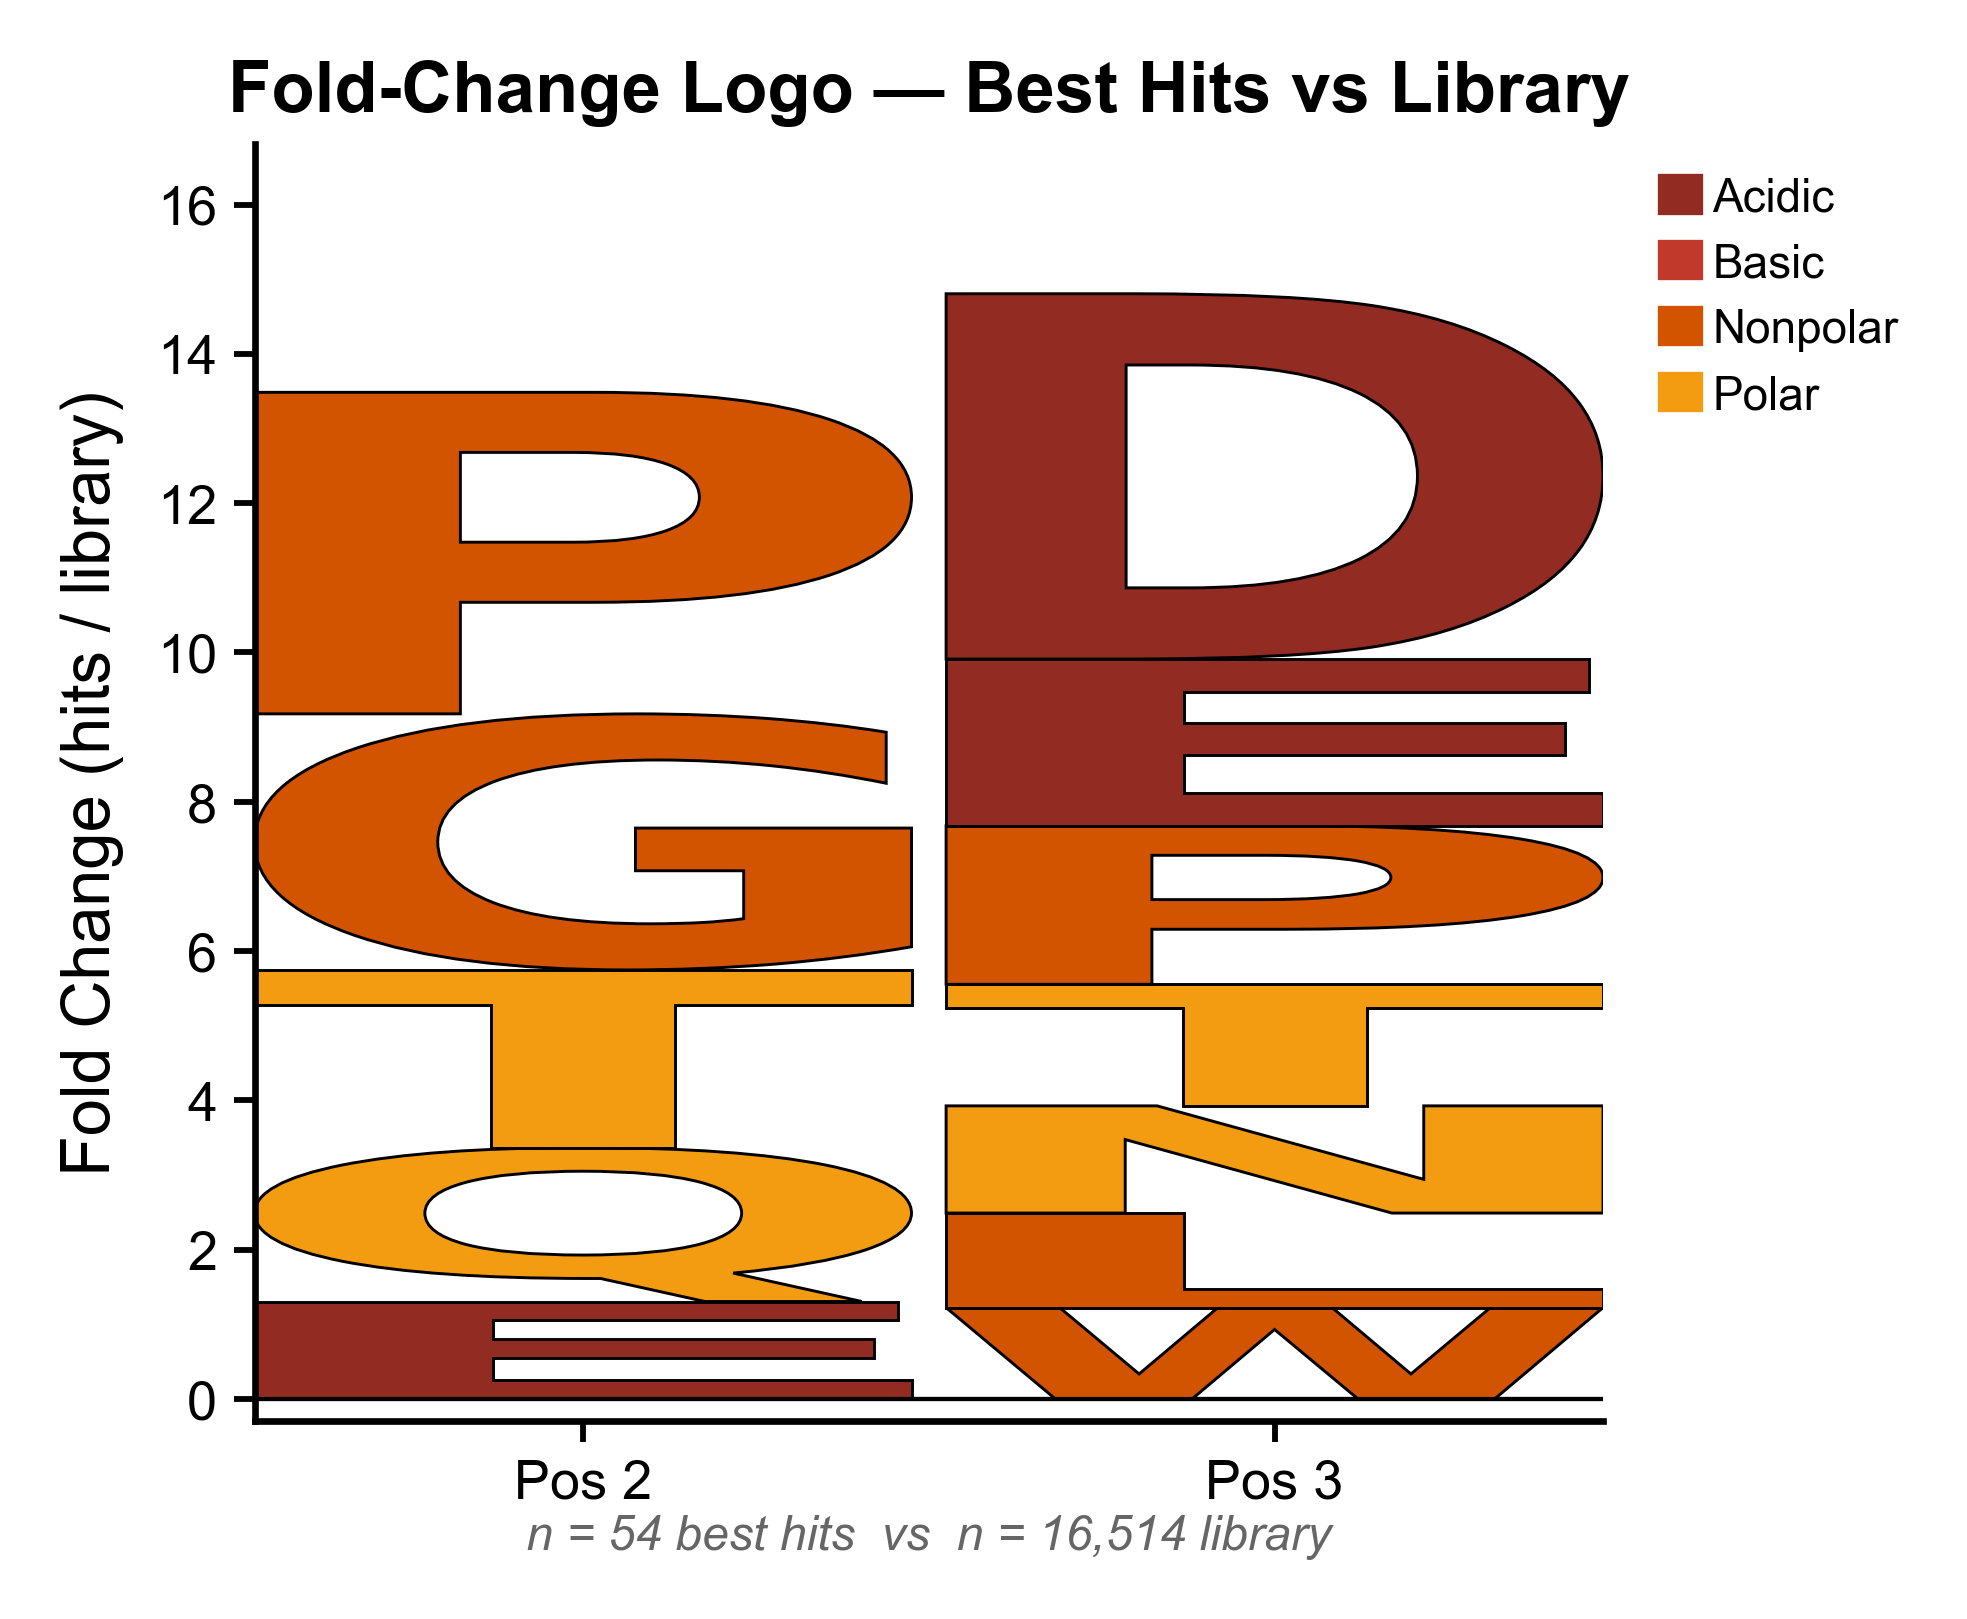 Fold-Change Logo — Best Hits vs Library
Fold Change (hits / library)
16
14
12
10
8
6
4
2
0
P
G
T
Q
E
D
E
P
T
N
L
W
Pos 2
Pos 3
n = 54 best hits vs n = 16,514 library
Acidic
Basic
Nonpolar
Polar